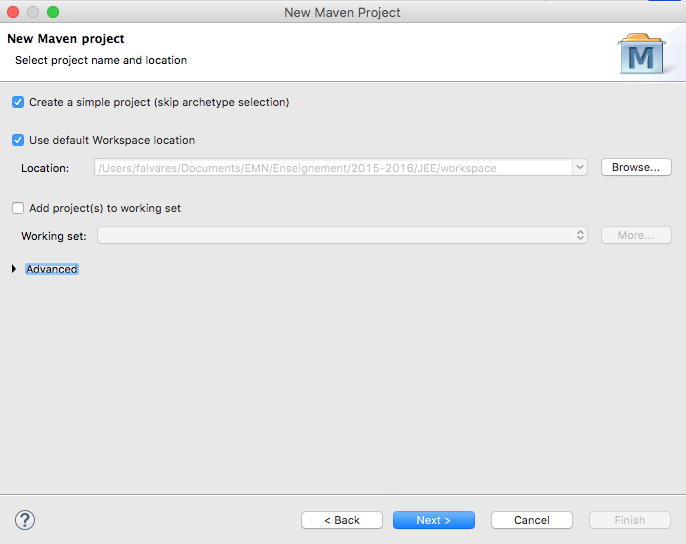 New Maven Project
New Maven project
Select project name and location
M
Create a simple project (skip archetype selection)
Use default Workspace location
Location: /Users/falvares/Documents/EMN/Enseignement/2015-2016/JEE/workspace Browse...
Add project(s) to working set
Working set: More...
Advanced
? < Back Next > Cancel Finish